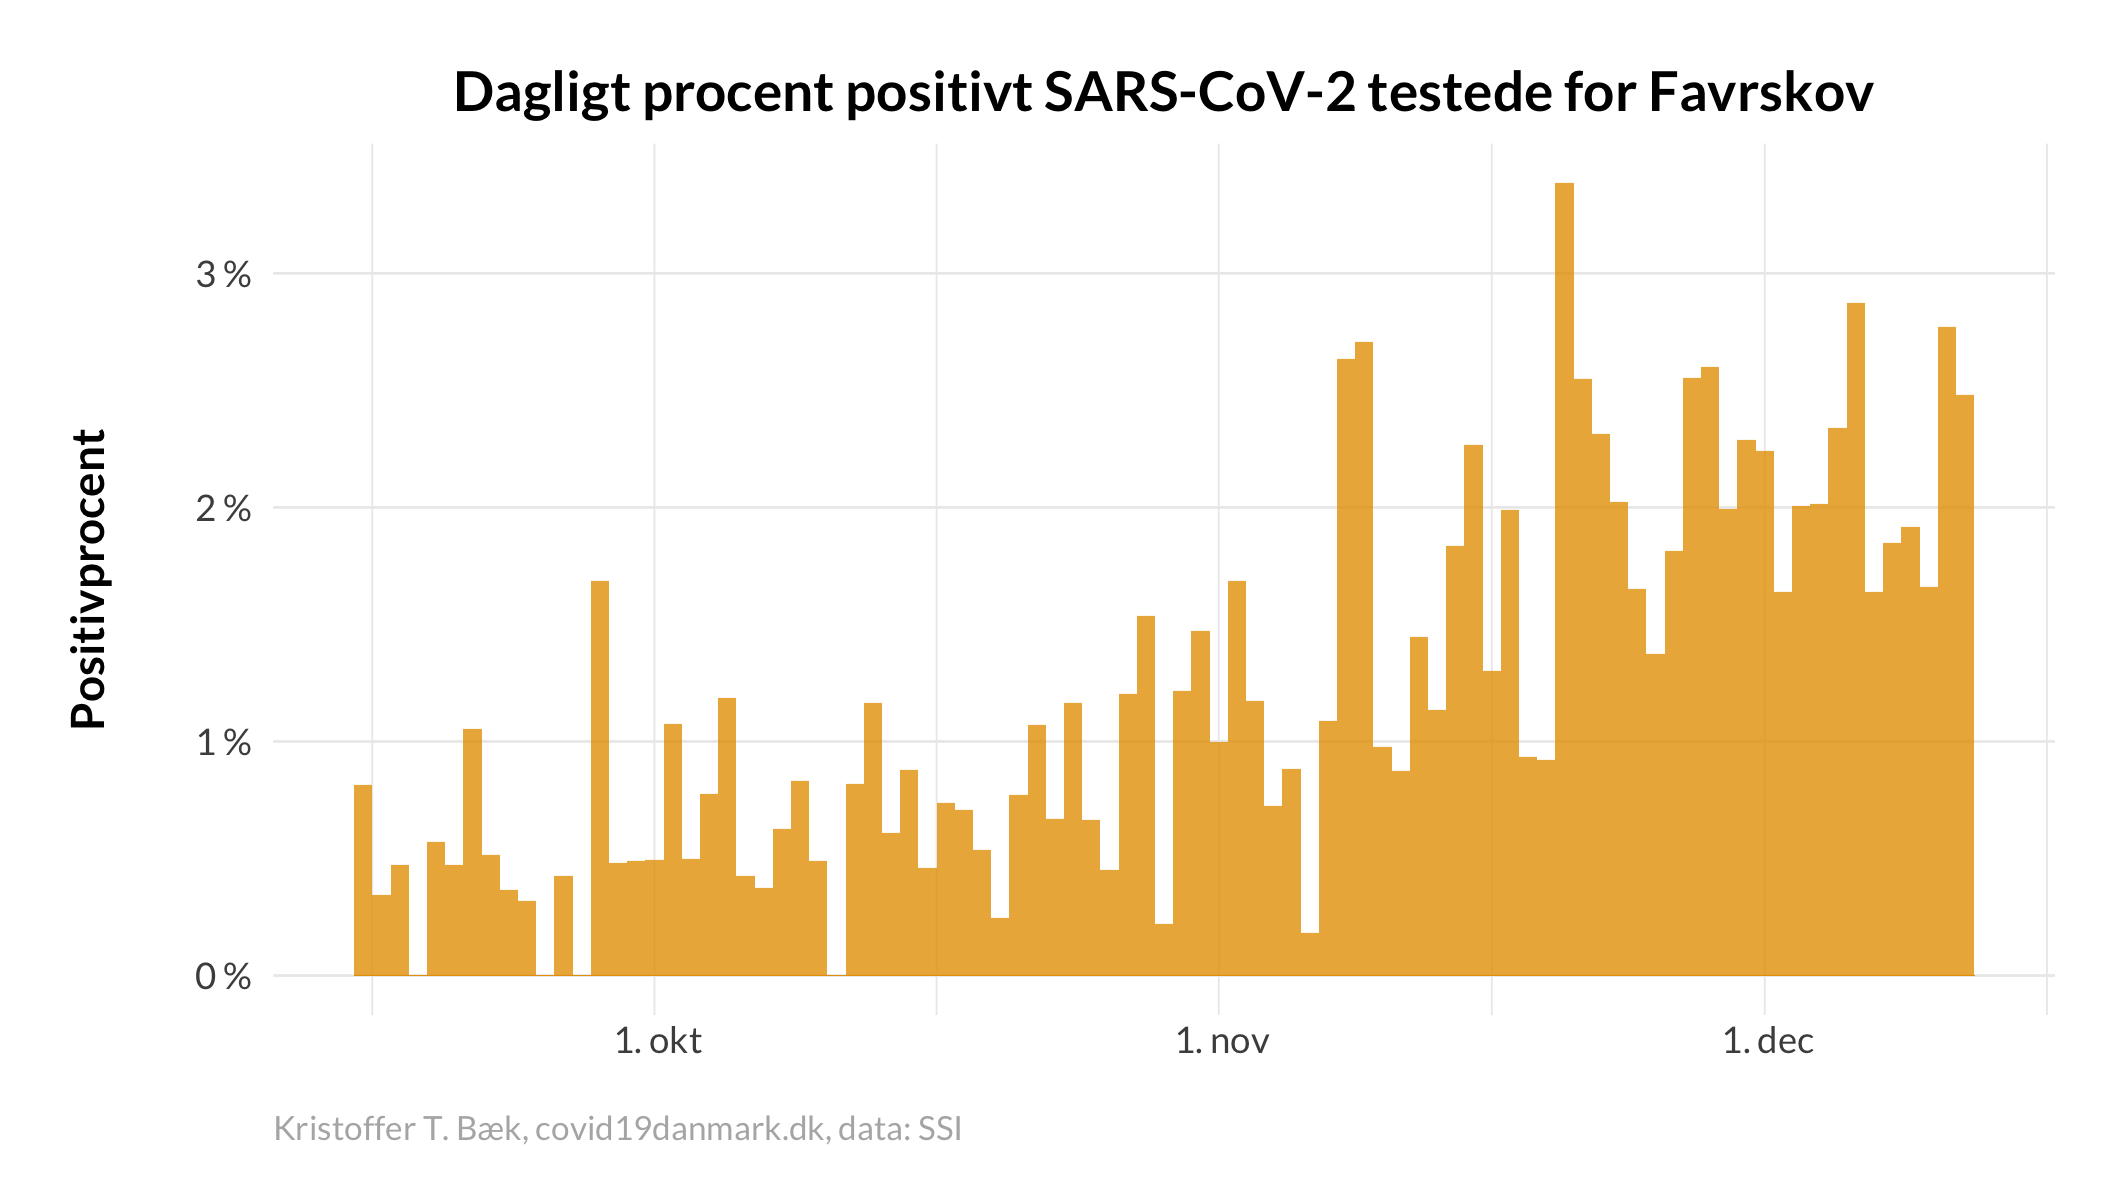 Dagligt procent positivt SARS-CoV-2 testede for Favrskov
Positivprocent
3 %
2 %
1 %
0 %
1. okt
1. nov
1. dec
Kristoffer T. Bæk, covid19danmark.dk, data: SSI